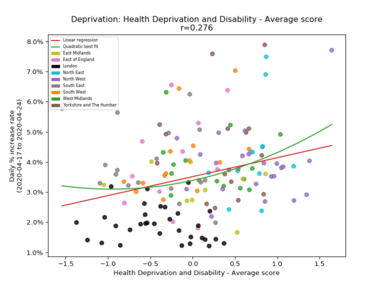 Deprivation: Health Deprivation and Disability - Average score
r=0.276
Daily % increase rate
(2020-04-17 to 2020-04-24)
8.0%
7.0%
6.0%
5.0%
4.0%
3.0%
2.0%
1.0%
Linear regression
Quadratic best fit
East Midlands
East of England
London
North East
North West
South East
South West
West Midlands
Yorkshire and The Humber
−1.5
−1.0
−0.5
0.0
0.5
1.0
1.5
Health Deprivation and Disability - Average score